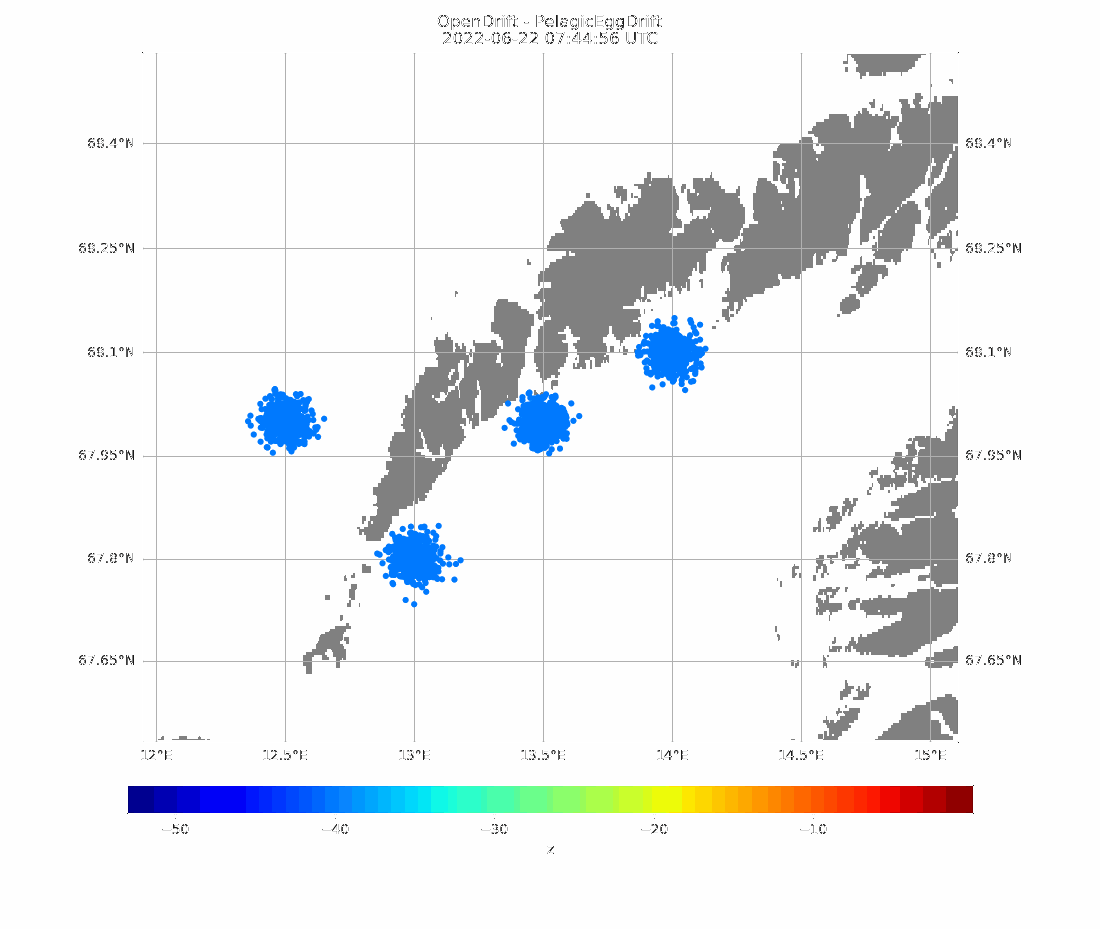 OpenDrift - PelagicEggDrift
2022-06-22 07:44:56 UTC
68.4°N 68.4°N
68.25°N 68.25°N
68.1°N 68.1°N
67.95°N 67.95°N
67.8°N 67.8°N
67.65°N 67.65°N
12°E 12.5°E 13°E 13.5°E 14°E 14.5°E 15°E
−50 −40 −30 −20 −10
z